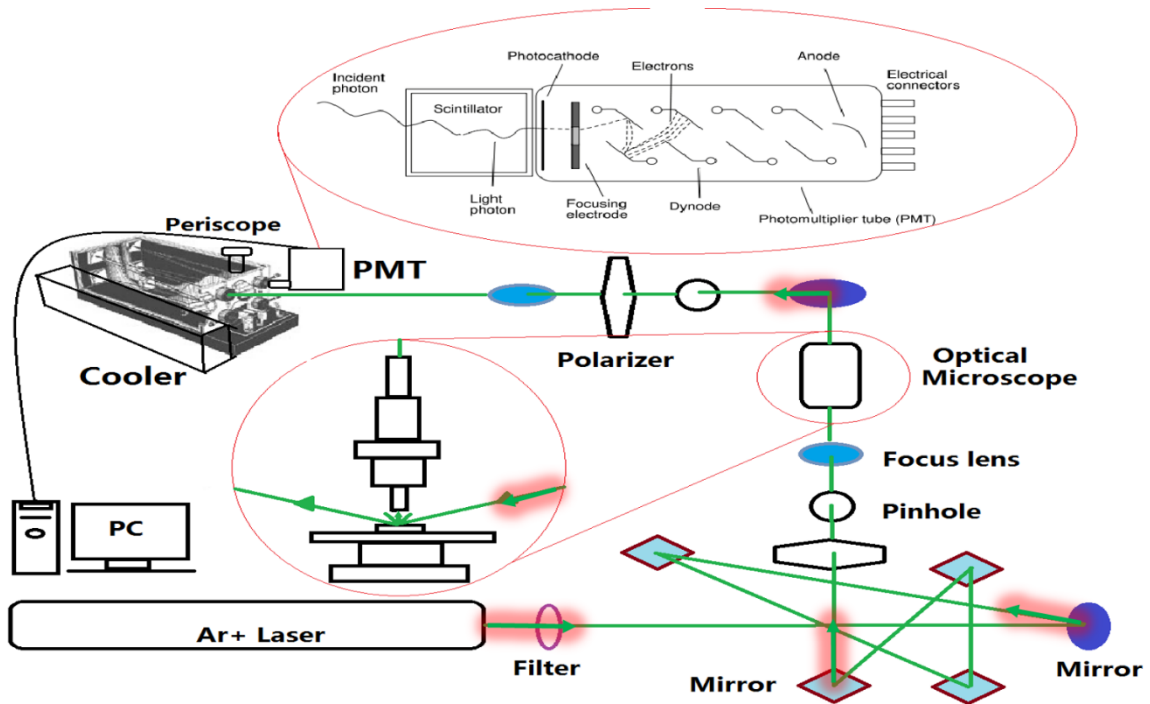 Photocathode
Electrons
Anode
Incident
photon
Electrical
connectors
Scintillator
Light
photon
Focusing
electrode
Dynode
Photomultiplier tube (PMT)
Periscope
PMT
Cooler
Polarizer
Optical
Microscope
Focus lens
Pinhole
PC
Ar+ Laser
Filter
Mirror
Mirror